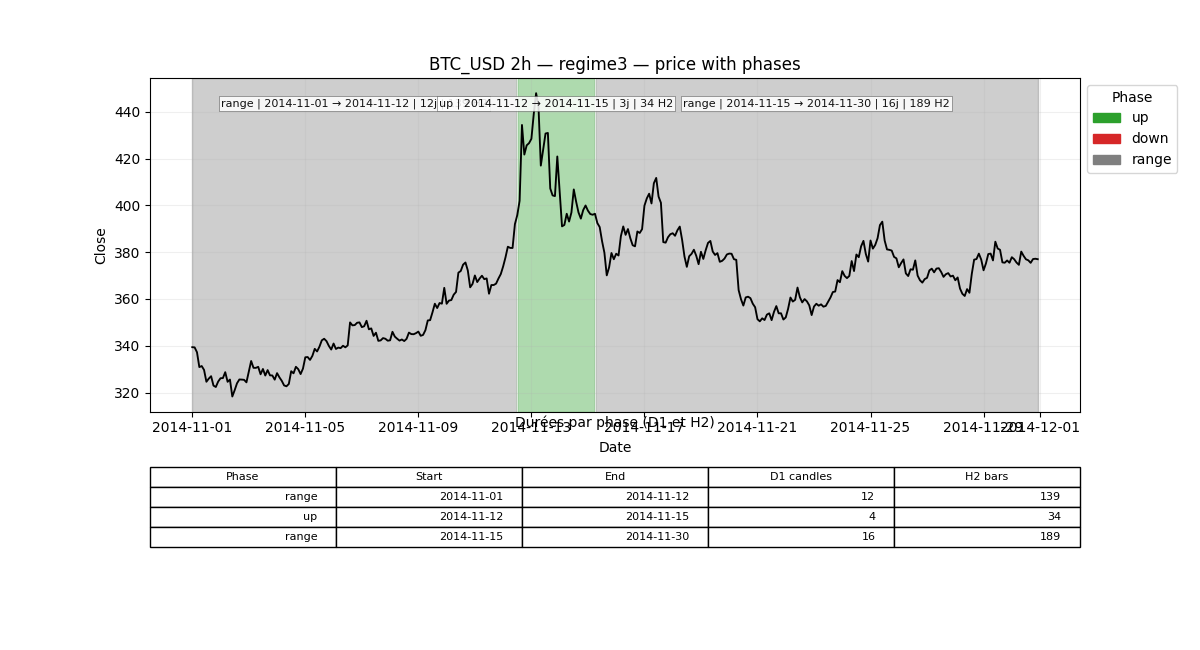 BTC_USD 2h — regime3 — price with phases
range | 2014-11-01 → 2014-11-12 | 12j
up | 2014-11-12 → 2014-11-15 | 3j | 34 H2
range | 2014-11-15 → 2014-11-30 | 16j | 189 H2
Phase
up
down
range
Close
440
420
400
380
360
340
320
Durées par phase (D1 et H2)
2014-11-01 2014-11-05 2014-11-09 2014-11-13 2014-11-17 2014-11-21 2014-11-25 2014-11-29 2014-12-01
Date
Phase Start End D1 candles H2 bars
range 2014-11-01 2014-11-12 12 139
up 2014-11-12 2014-11-15 4 34
range 2014-11-15 2014-11-30 16 189